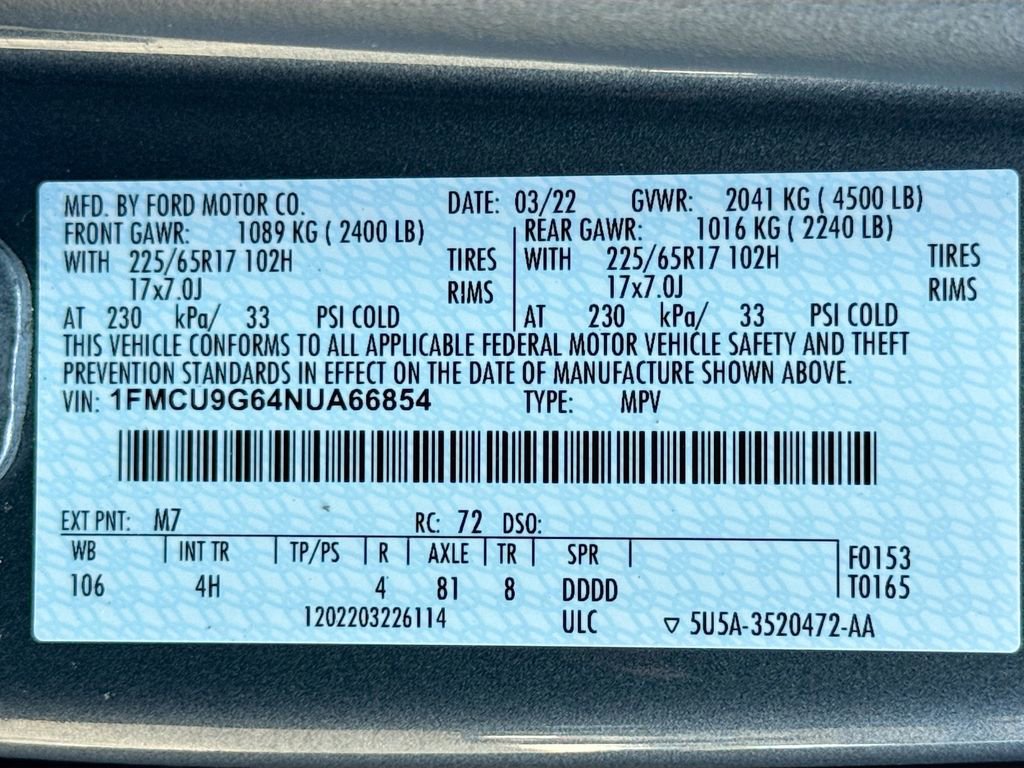 MFD. BY FORD MOTOR CO. DATE: 03/22 GVWR: 2041 KG ( 4500 LB)
FRONT GAWR: 1089 KG ( 2400 LB) REAR GAWR: 1016 KG ( 2240 LB)
WITH 225/65R17 102H TIRES WITH 225/65R17 102H TIRES
17x7.0J RIMS 17x7.0J RIMS
AT 230 kPa/ 33 PSI COLD AT 230 kPa/ 33 PSI COLD
THIS VEHICLE CONFORMS TO ALL APPLICABLE FEDERAL MOTOR VEHICLE SAFETY AND THEFT
PREVENTION STANDARDS IN EFFECT ON THE DATE OF MANUFACTURE SHOWN ABOVE.
VIN: 1FMCU9G64NUA66854 TYPE: MPV
EXT PNT: M7 RC: 72 DSO:
WB INT TR TP/PS R AXLE TR SPR F0153
106 4H 4 81 8 DDDD T0165
1202203226114 ULC ▽ 5U5A-3520472-AA